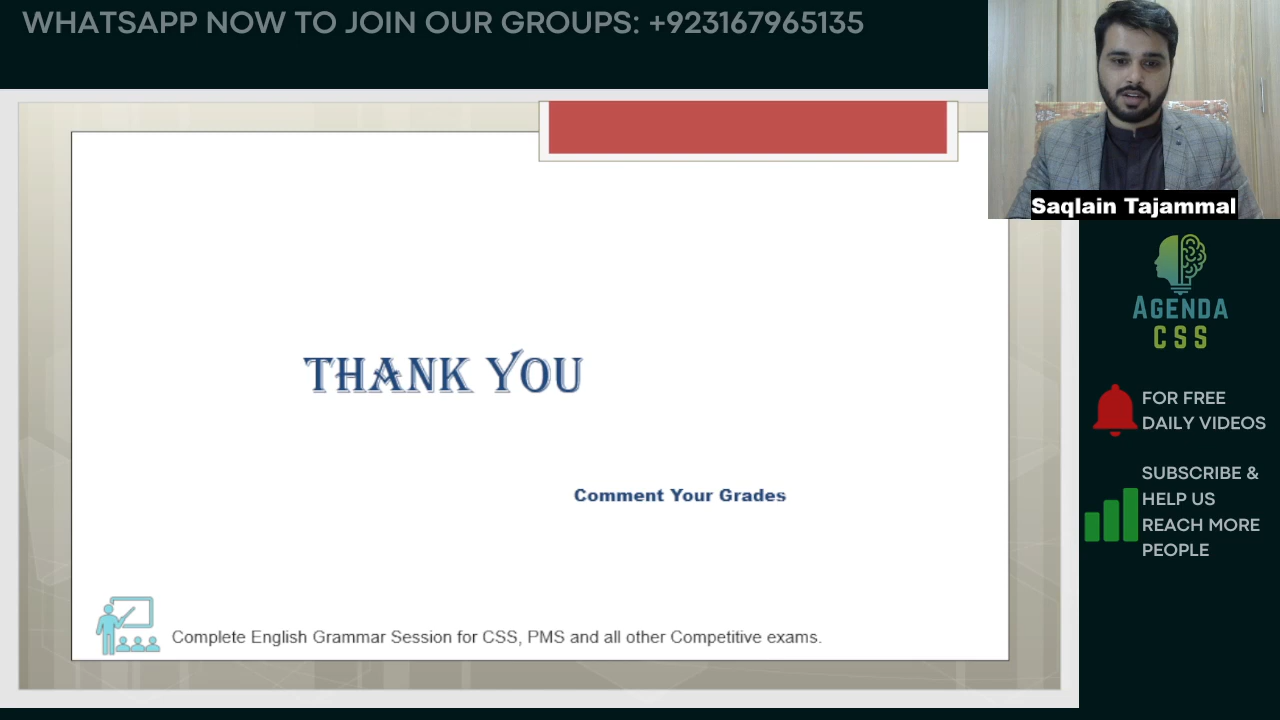 WHATSAPP NOW TO JOIN OUR GROUPS: +923167965135
Saqlain Tajammal
THANK YOU
Comment Your Grades
Complete English Grammar Session for CSS, PMS and all other Competitive exams.
AGENDA
CSS
FOR FREE
DAILY VIDEOS
SUBSCRIBE &
HELP US
REACH MORE
PEOPLE